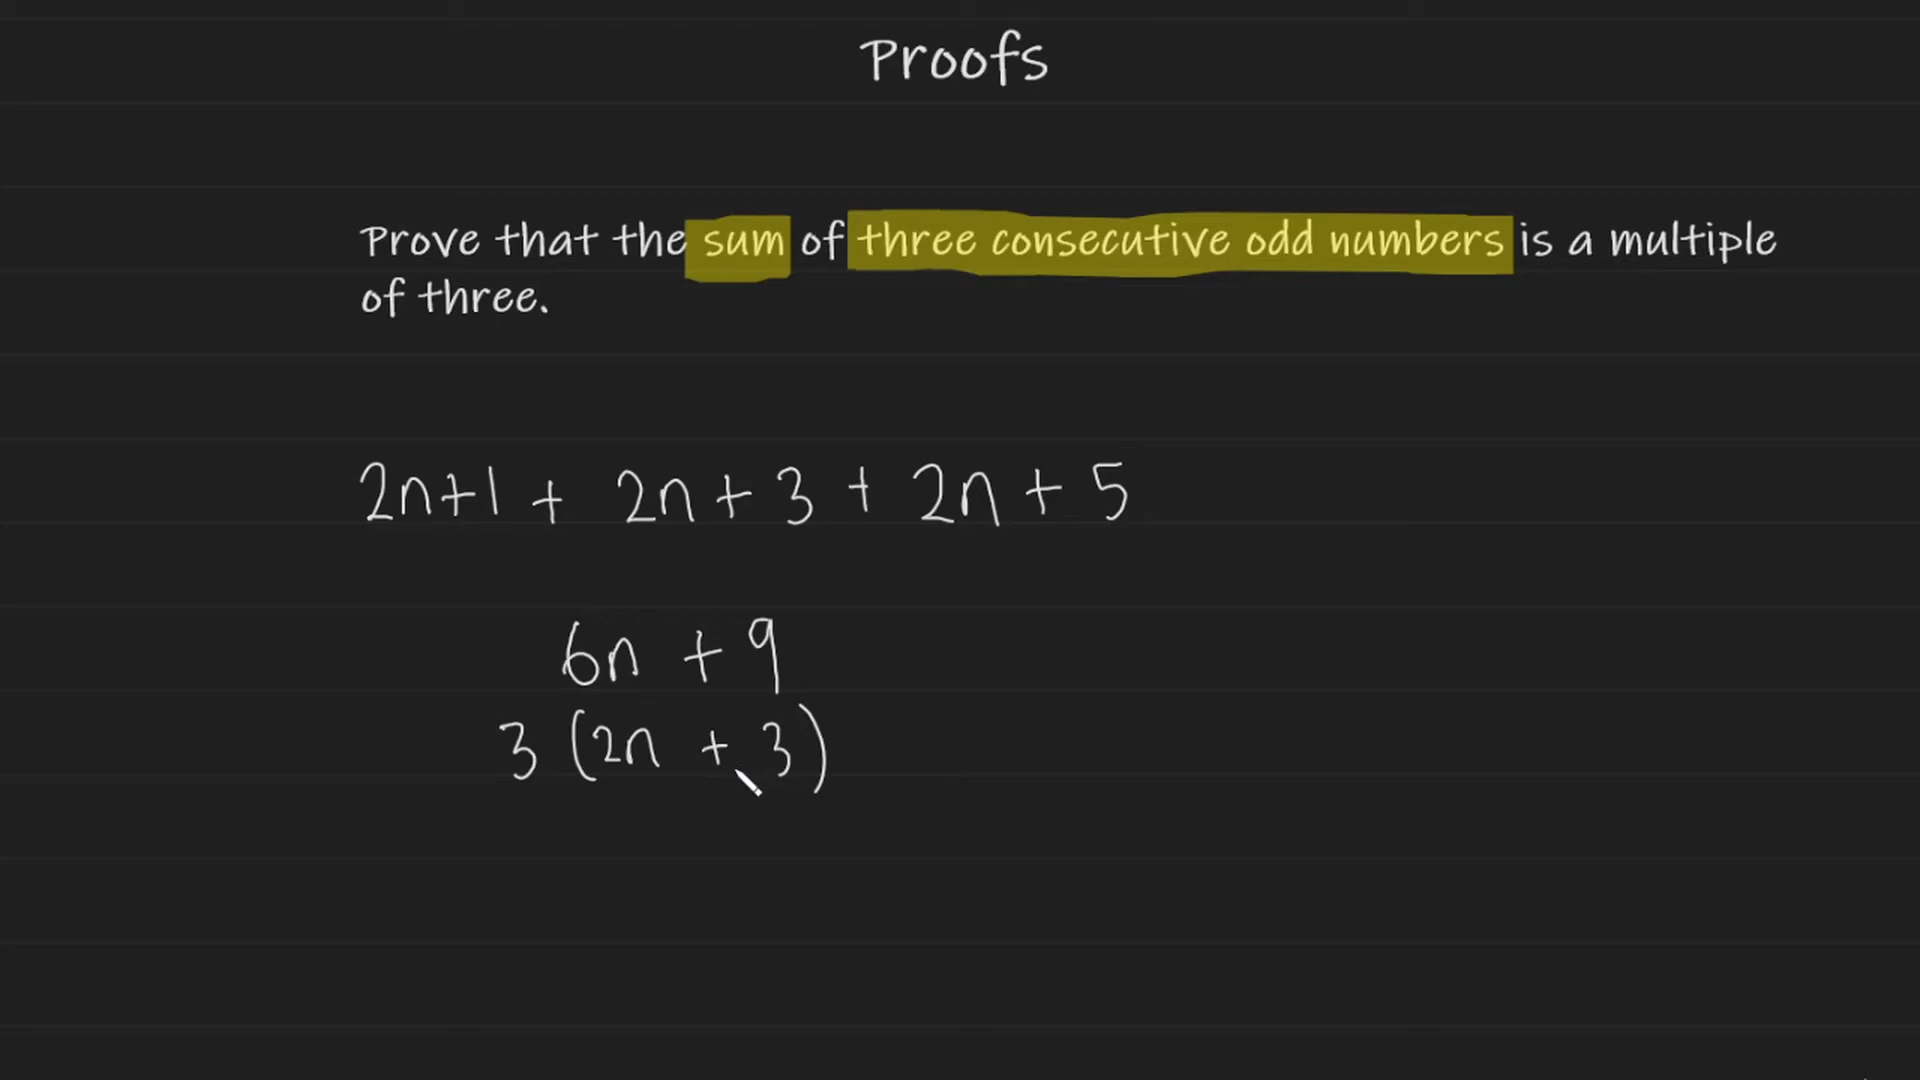 Proofs
Prove that the sum of three consecutive odd numbers is a multiple
of three.
2n+1 + 2n + 3 + 2n + 5
6n + 9
3 (2n + 3)